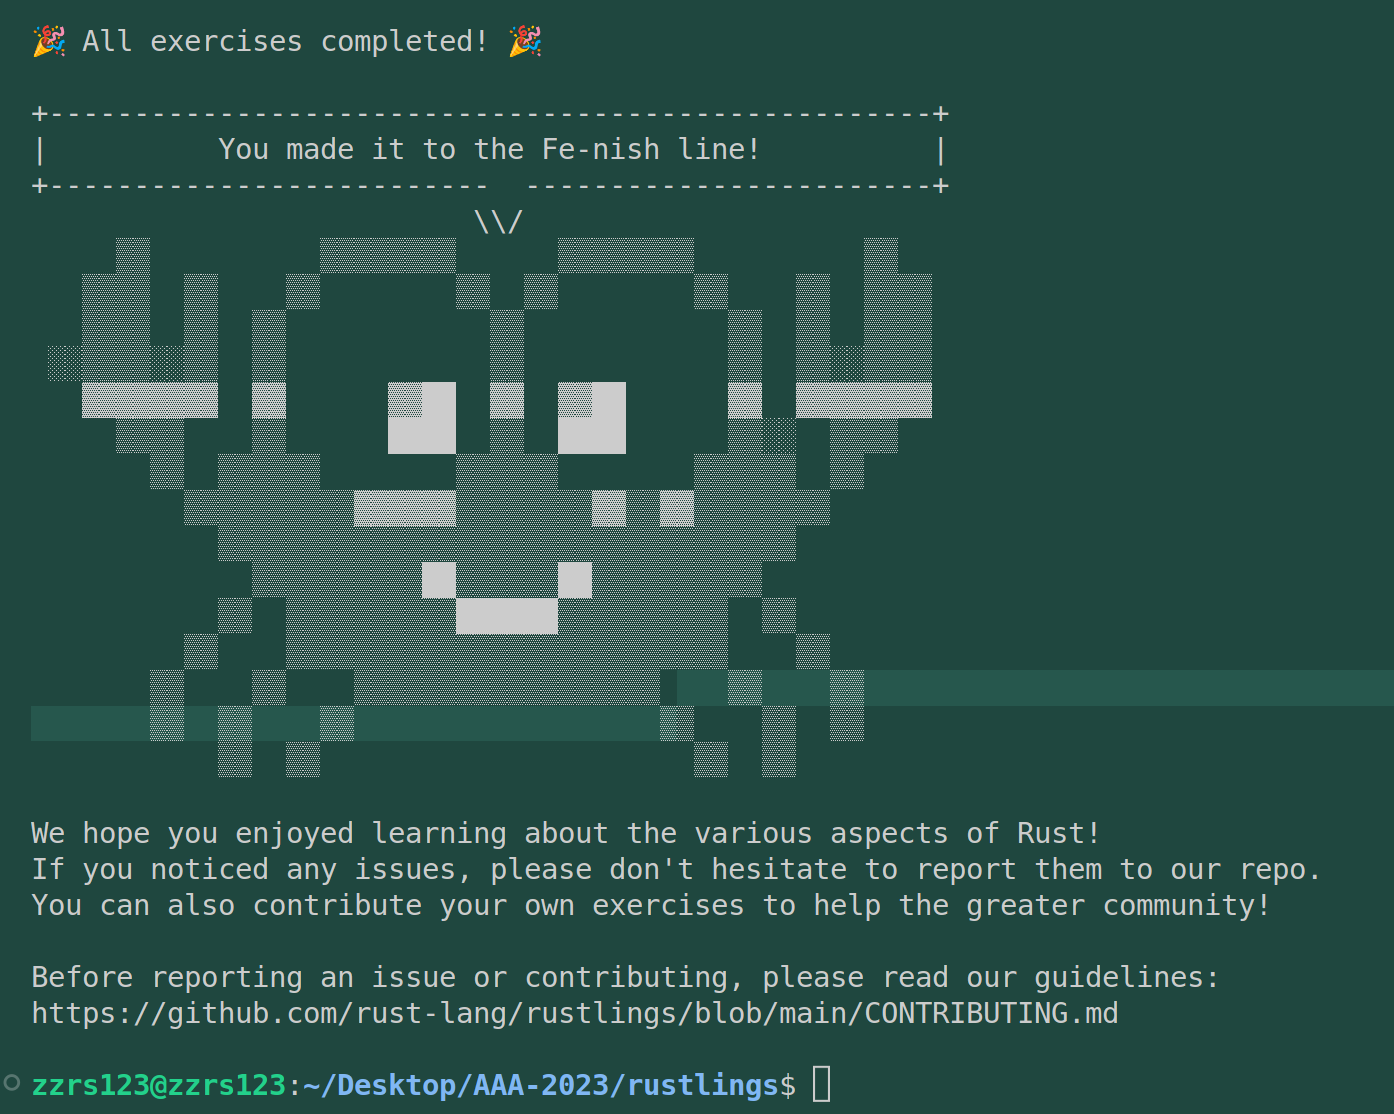 🎉 All exercises completed! 🎉
+----------------------------------------------------+
| You made it to the Fe-nish line! |
+-------------------------- ------------------------+
\\/
We hope you enjoyed learning about the various aspects of Rust!
If you noticed any issues, please don't hesitate to report them to our repo.
You can also contribute your own exercises to help the greater community!
Before reporting an issue or contributing, please read our guidelines:
https://github.com/rust-lang/rustlings/blob/main/CONTRIBUTING.md
zzrs123@zzrs123:~/Desktop/AAA-2023/rustlings$